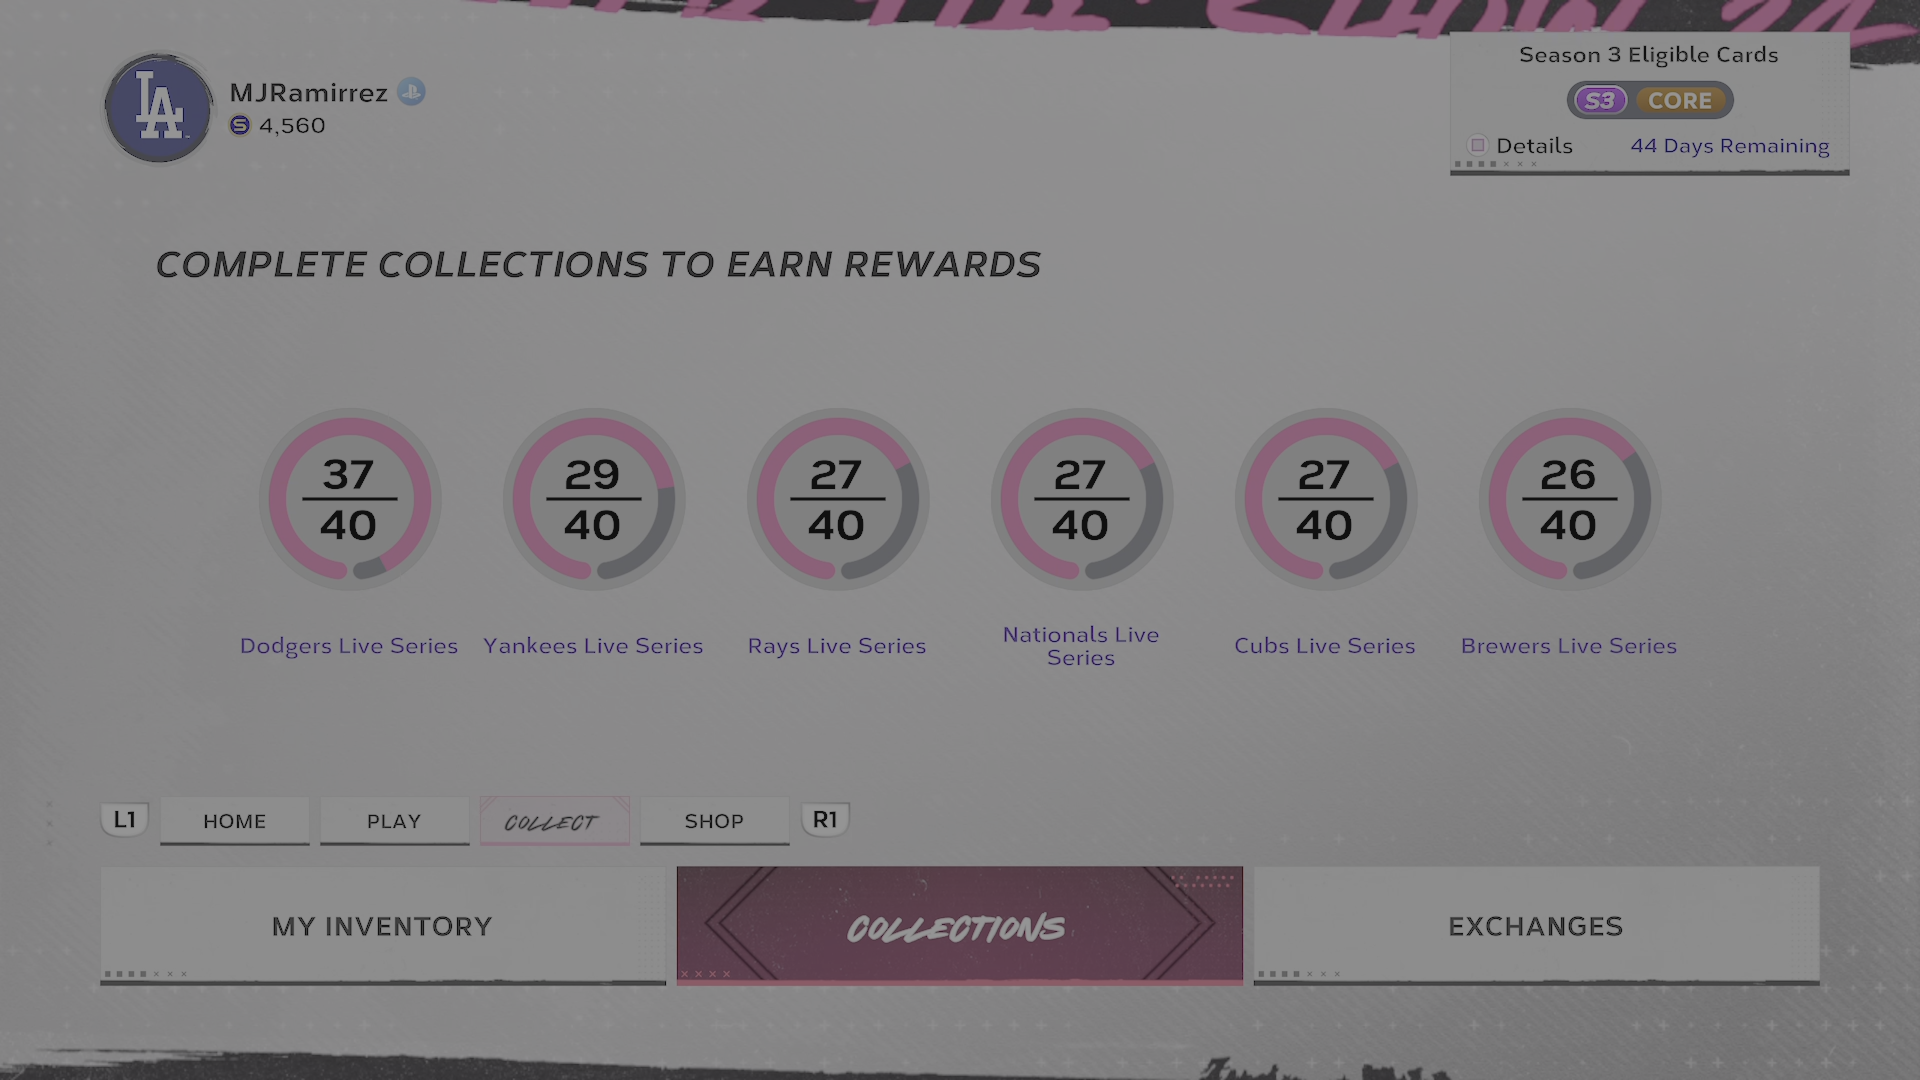 LA
MJRamirrez
S 4,560
Season 3 Eligible Cards
S3 CORE
Details 44 Days Remaining
COMPLETE COLLECTIONS TO EARN REWARDS
37
40
Dodgers Live Series
29
40
Yankees Live Series
27
40
Rays Live Series
27
40
Nationals Live
Series
27
40
Cubs Live Series
26
40
Brewers Live Series
L1 HOME PLAY COLLECT SHOP R1
MY INVENTORY COLLECTIONS EXCHANGES